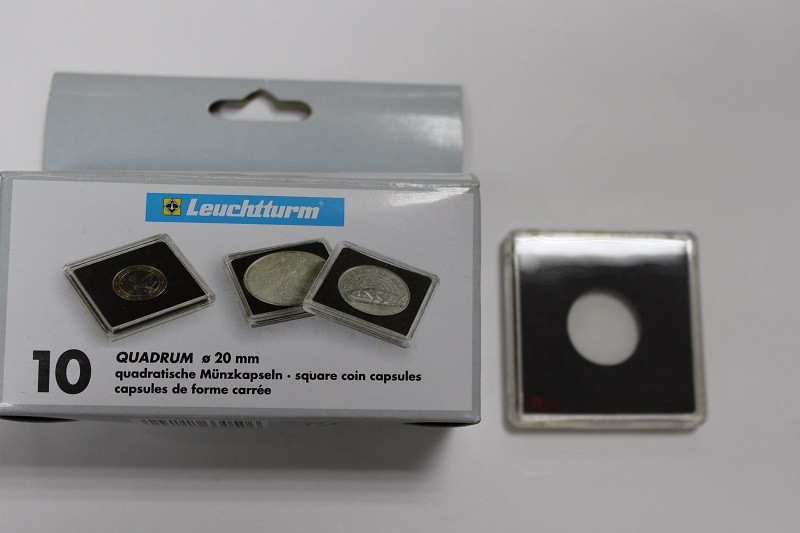 Leuchtturm®
10
QUADRUM ø 20 mm
quadratische Münzkapseln · square coin capsules
capsules de forme carrée